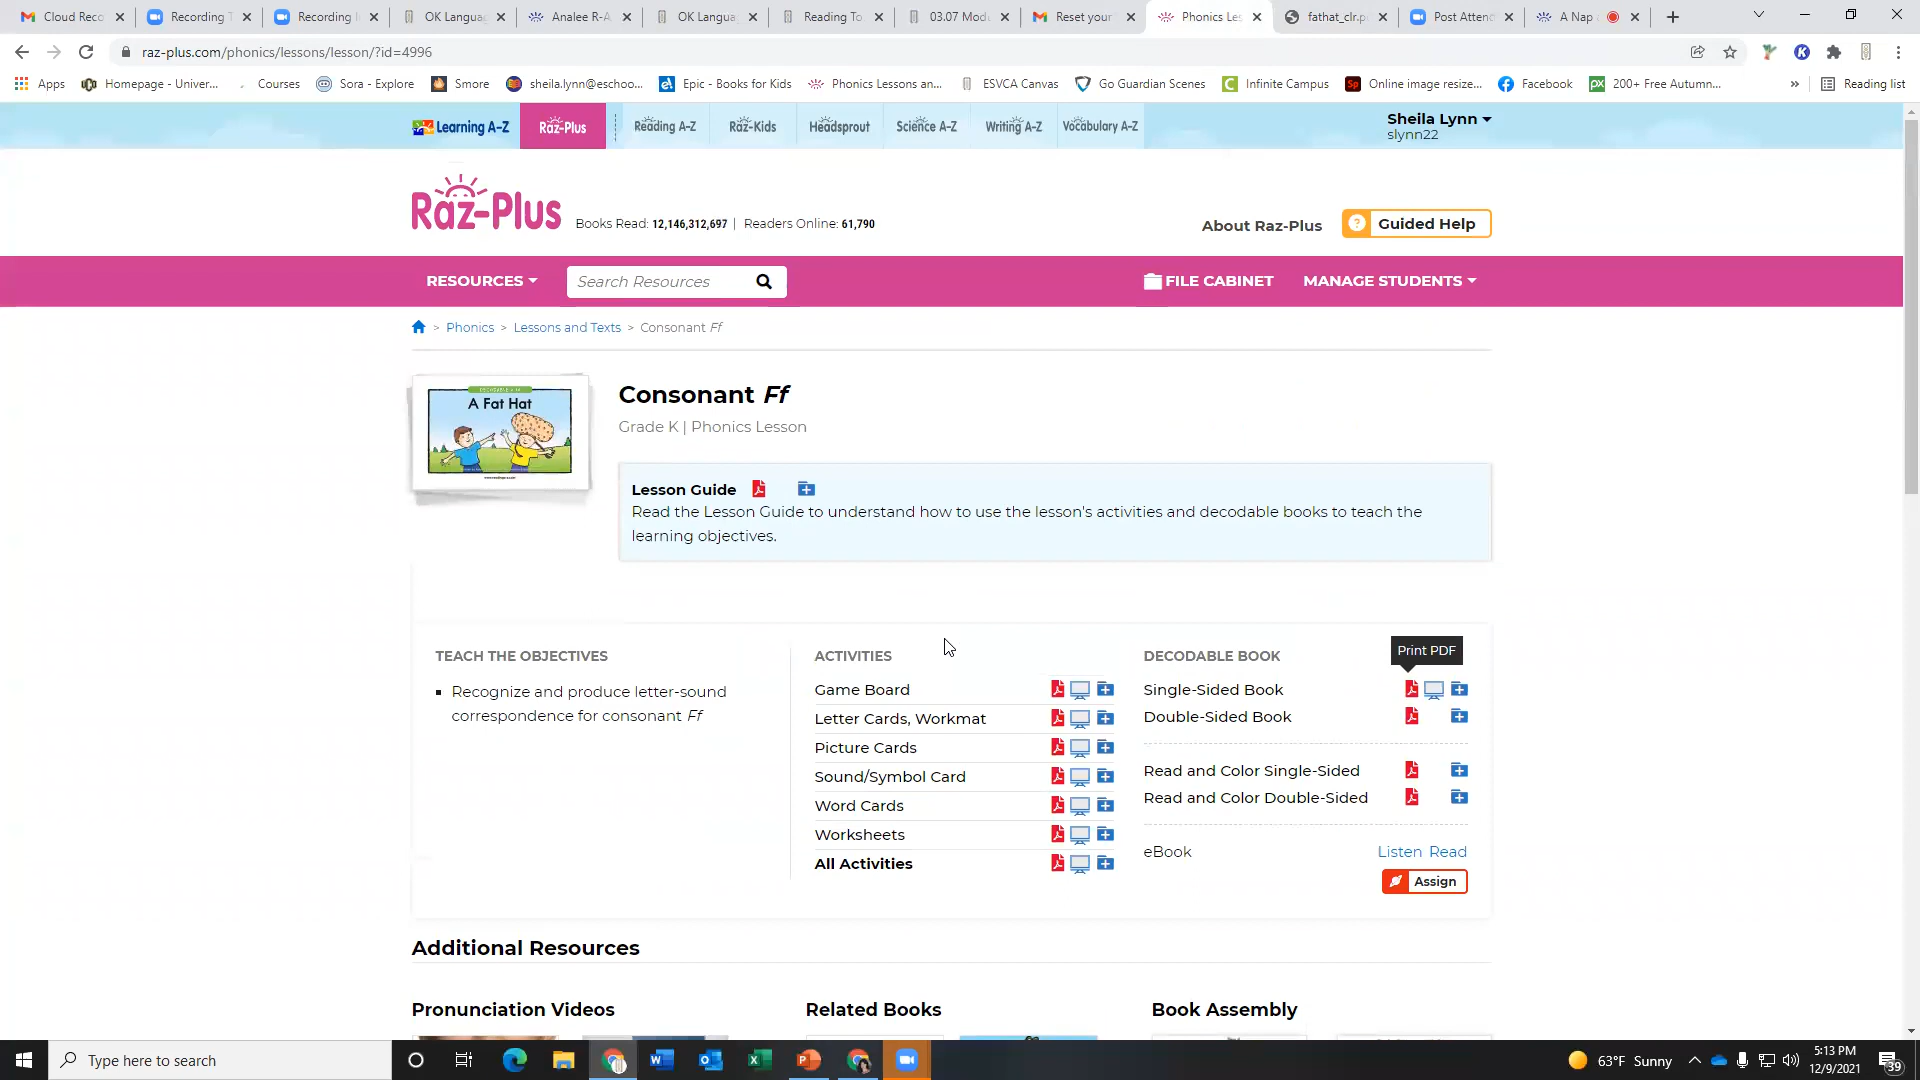 Cloud Reco
Recording T
Recording I
OK Langua
Analee R-A
OK Langua
Reading To
03.07 Modu
Reset your
Phonics Les
fathat_clr.p
Post Attend
A Nap
raz-plus.com/phonics/lessons/lesson/?id=4996
Apps
Homepage - Univer...
Courses
Sora - Explore
Smore
sheila.lynn@eschoo...
Epic - Books for Kids
Phonics Lessons an...
ESVCA Canvas
Go Guardian Scenes
Infinite Campus
Online image resize...
Facebook
200+ Free Autumn...
»
Reading list
Learning A-Z
Raz-Plus
Reading A-Z
Raz-Kids
Headsprout
Science A-Z
Writing A-Z
Vocabulary A-Z
Sheila Lynn
slynn22
Raz-Plus
Books Read: 12,146,312,697 | Readers Online: 61,790
About Raz-Plus
? Guided Help
RESOURCES
Search Resources
FILE CABINET
MANAGE STUDENTS
> Phonics > Lessons and Texts > Consonant Ff
A Fat Hat
Consonant Ff
Grade K | Phonics Lesson
Lesson Guide
Read the Lesson Guide to understand how to use the lesson's activities and decodable books to teach the
learning objectives.
TEACH THE OBJECTIVES
Recognize and produce letter-sound
correspondence for consonant Ff
ACTIVITIES
Game Board
Letter Cards, Workmat
Picture Cards
Sound/Symbol Card
Word Cards
Worksheets
All Activities
DECODABLE BOOK
Print PDF
Single-Sided Book
Double-Sided Book
Read and Color Single-Sided
Read and Color Double-Sided
eBook
Listen Read
Assign
Additional Resources
Pronunciation Videos
Related Books
Book Assembly
Type here to search
63°F Sunny
5:13 PM
12/9/2021
39